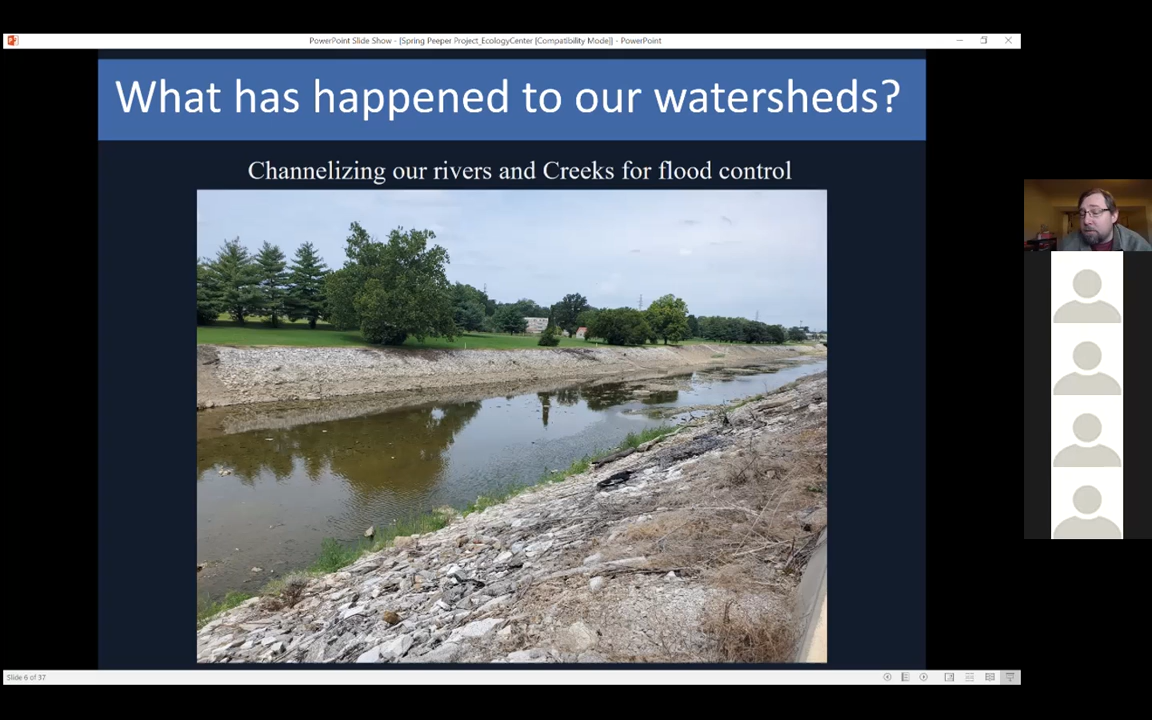 PowerPoint Slide Show - [Spring Peeper Project_EcologyCenter [Compatibility Mode]] - PowerPoint
What has happened to our watersheds?
Channelizing our rivers and Creeks for flood control
Slide 6 of 37